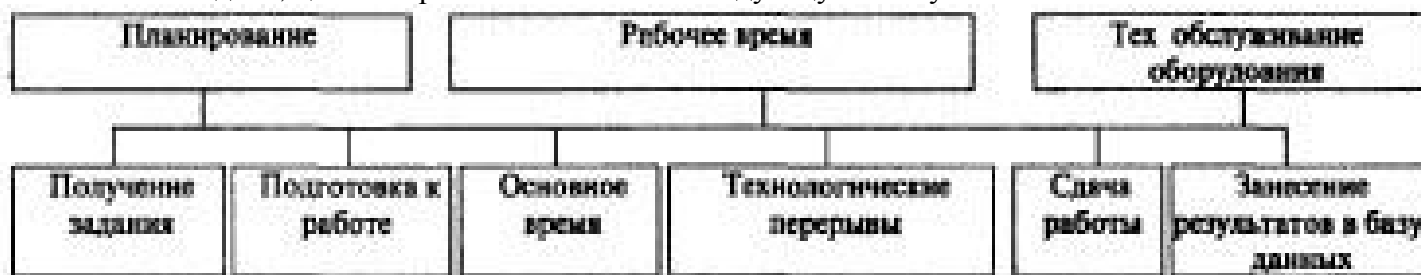 Планирование
Рабочее время
Тех обслуживание
оборудования
Получение
задания
Подготовка к
работе
Основное
время
Технологические
перерывы
Сдача
работы
Занесение
результатов в базу
данных